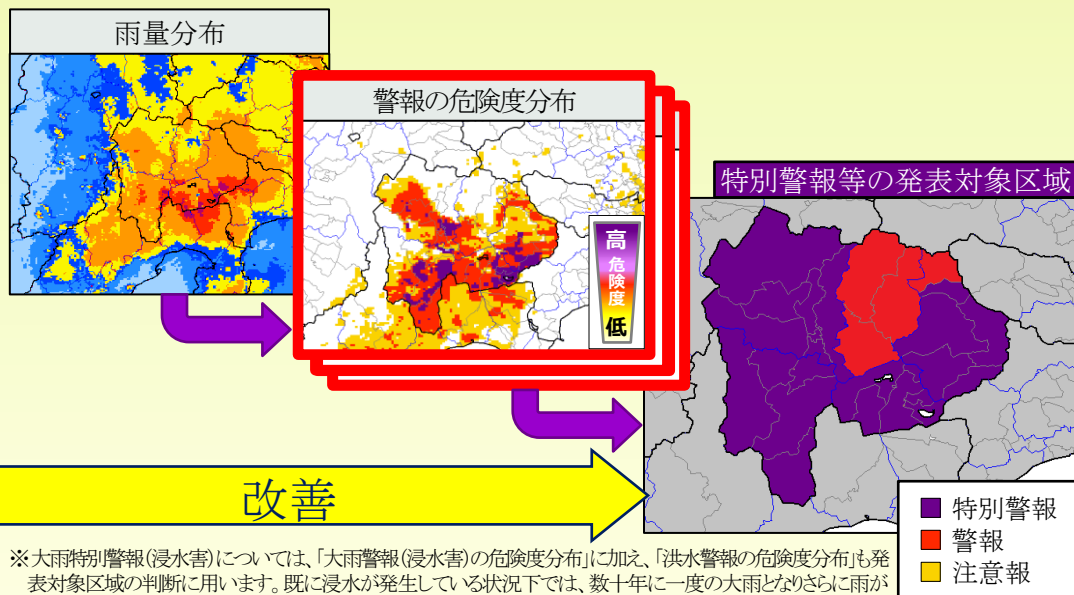 雨量分布
警報の危険度分布
高
危険度
低
特別警報等の発表対象区域
改善
特別警報
警報
注意報
※大雨特別警報(浸水害)については、「大雨警報(浸水害)の危険度分布」に加え、「洪水警報の危険度分布」も発
表対象区域の判断に用います。既に浸水が発生している状況下では、数十年に一度の大雨となりさらに雨が